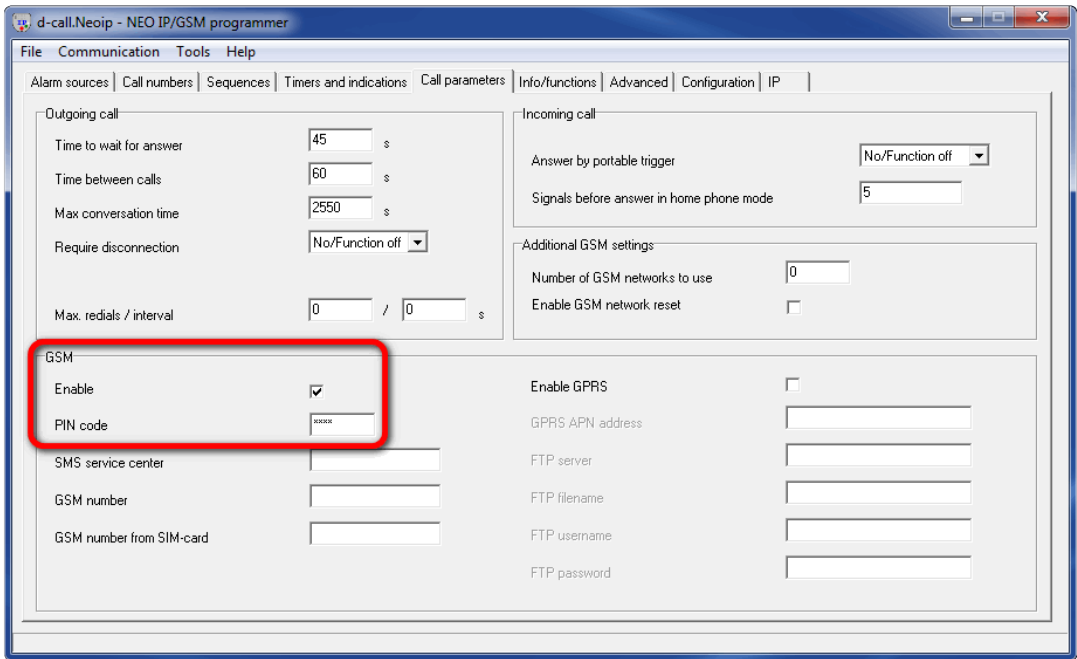 d-call.Neoip - NEO IP/GSM programmer
File Communication Tools Help
Alarm sources Call numbers Sequences Timers and indications Call parameters Info/functions Advanced Configuration IP
Outgoing call
Time to wait for answer 45 s
Time between calls 60 s
Max conversation time 2550 s
Require disconnection No/Function off
Max. redials / interval 0 / 0 s
Incoming call
Answer by portable trigger No/Function off
Signals before answer in home phone mode 5
Additional GSM settings
Number of GSM networks to use 0
Enable GSM network reset
GSM
Enable
PIN code xxxx
SMS service center
GSM number
GSM number from SIM-card
Enable GPRS
GPRS APN address
FTP server
FTP filename
FTP username
FTP password